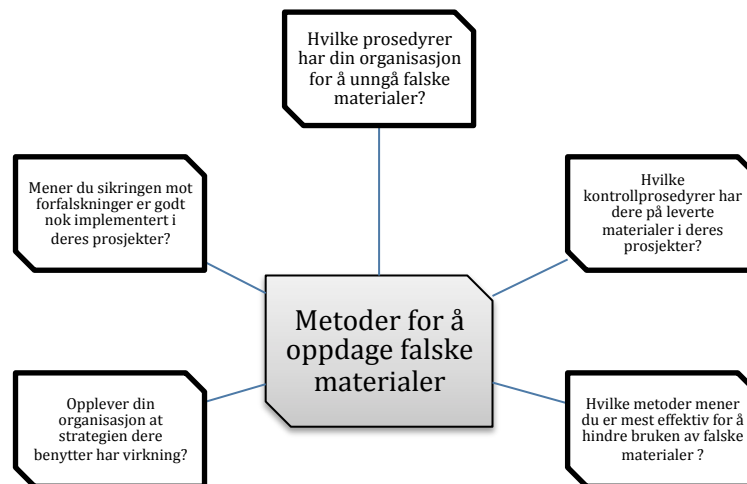 Hvilke prosedyrer
har din organisasjon
for å unngå falske
materialer?
Mener du sikringen mot
forfalskninger er godt
nok implementert i
deres prosjekter?
Hvilke
kontrollprosedyrer har
dere på leverte
materialer i deres
prosjekter?
Metoder for å
oppdage falske
materialer
Opplever din
organisasjon at
strategien dere
benytter har virkning?
Hvilke metoder mener
du er mest effektiv for å
hindre bruken av falske
materialer ?